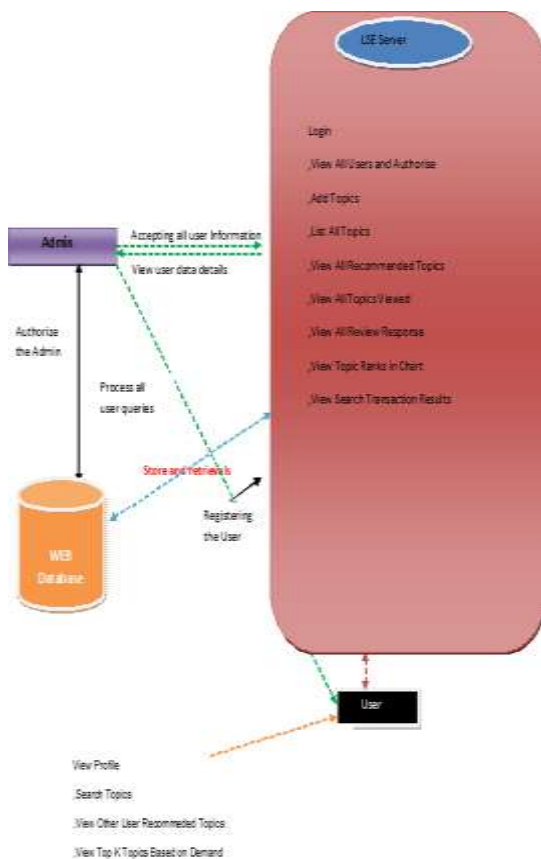 LSE Server
Login
,View All Users and Authorise
,Add Topics
,List All Topics
,View All Recommended Topics
,View All Topics Viewed
,View All Review Response
,View Topic Ranks in Chart
,View Search Transaction Results
Admin
Accepting all user Information
View user data details
Authorize
the Admin
Process all
user queries
Store and retrievals
Registering
the User
WEB
Database
User
View Profile
,Search Topics
,View Other User Recommeded Topics
,View Top K Topics Based on Demand